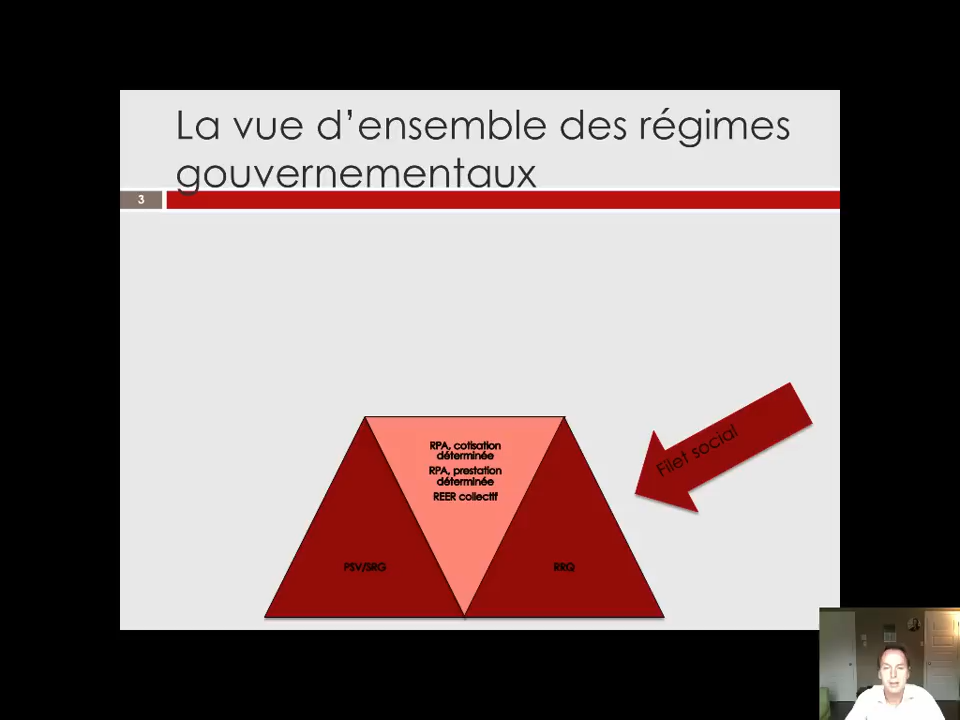 La vue d'ensemble des régimes
gouvernementaux
3
RPA, cotisation
déterminée
RPA, prestation
déterminée
REER collectif
Filet social
PSV/SRG
RRQ